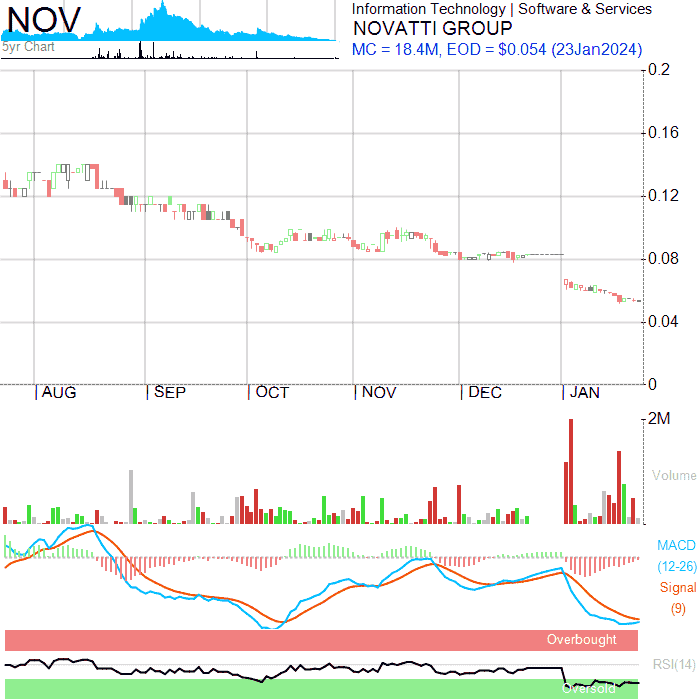 NOV
5yr Chart
Information Technology | Software & Services
NOVATTI GROUP
MC = 18.4M, EOD = $0.054 (23Jan2024)
0.2
0.16
0.12
0.08
0.04
0
AUG SEP OCT NOV DEC JAN
2M
Volume
MACD
(12-26)
Signal
(9)
Overbought
RSI(14)
Oversold